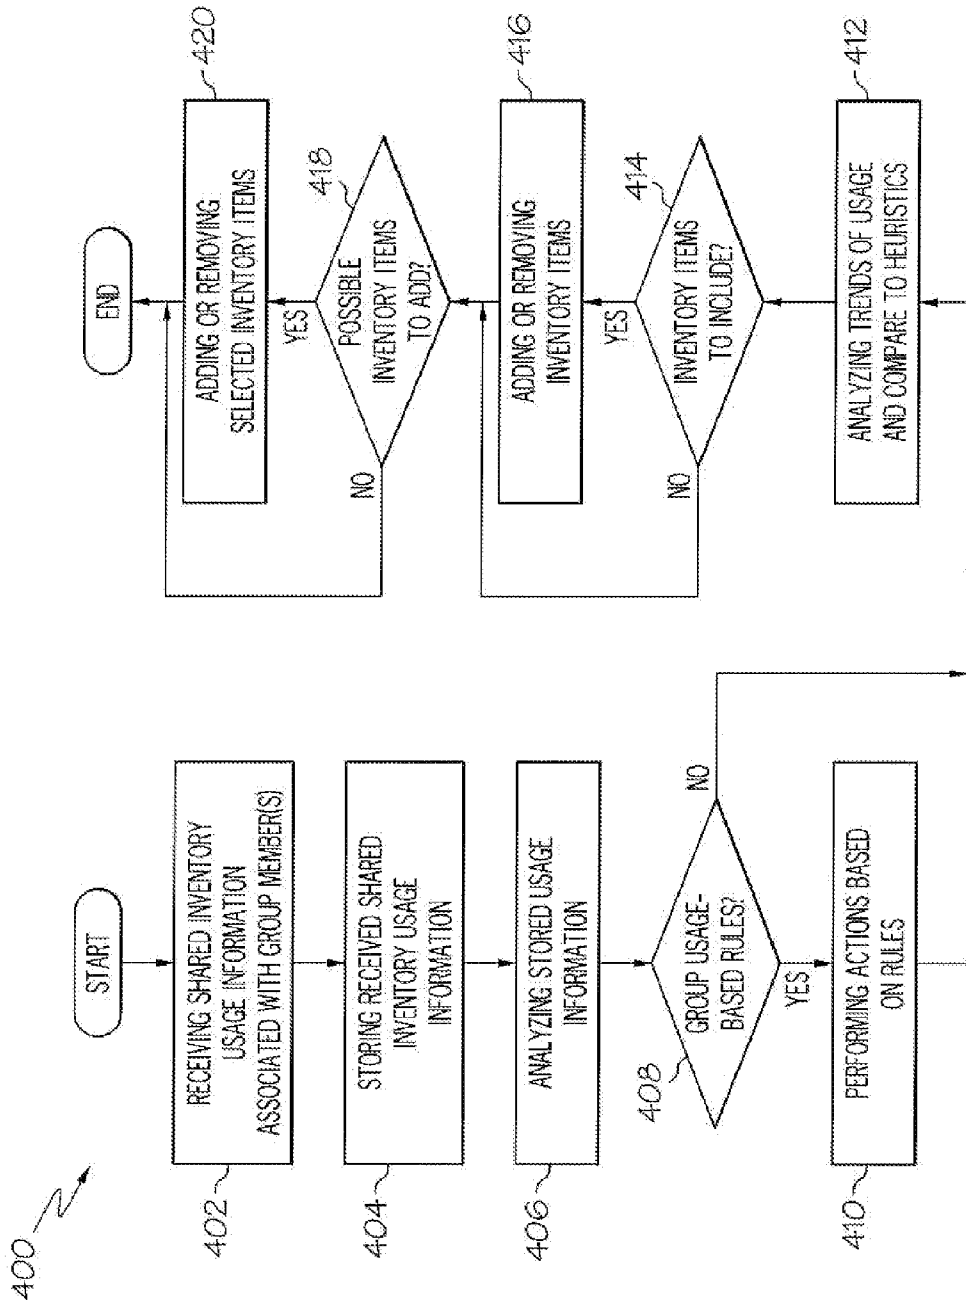 400
START
RECEIVING SHARED INVENTORY
USAGE INFORMATION
ASSOCIATED WITH GROUP MEMBER(S)
402
STORING RECEIVED SHARED
INVENTORY USAGE
INFORMATION
404
ANALYZING STORED USAGE
INFORMATION
406
GROUP USAGE-
BASED RULES?
408
NO
YES
PERFORMING ACTIONS BASED
ON RULES
410
ANALYZING TRENDS OF USAGE
AND COMPARE TO HEURISTICS
412
INVENTORY ITEMS
TO INCLUDE?
414
NO
YES
ADDING OR REMOVING
INVENTORY ITEMS
416
POSSIBLE
INVENTORY ITEMS
TO ADD?
418
NO
YES
ADDING OR REMOVING
SELECTED INVENTORY ITEMS
420
END